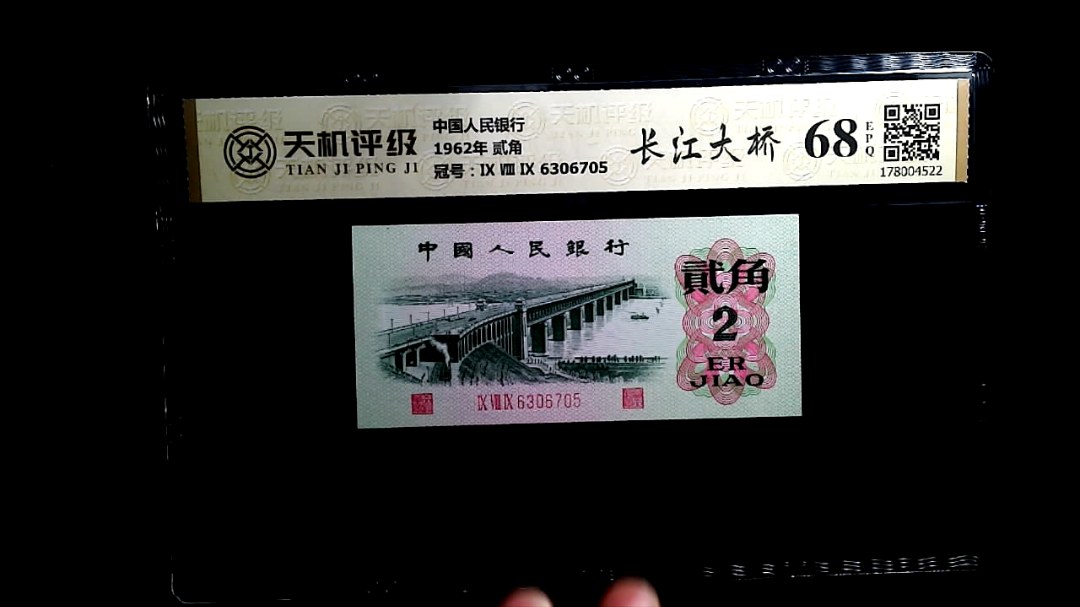 天机评级
TIAN JI PING JI
中国人民银行
1962年 贰角
冠号：IX VIII IX 6306705
长江大桥
68
EPQ
178004522
中國人民銀行
貳角
2
ER
JIAO
IX VIII IX 6306705